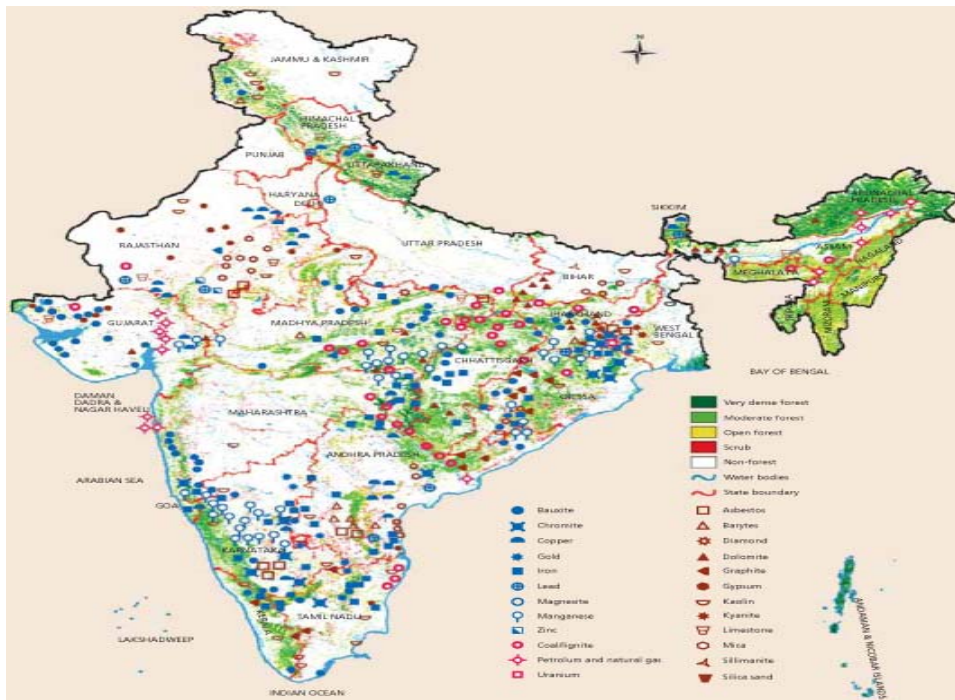 N
JAMMU & KASHMIR
HIMACHAL
PRADESH
PUNJAB
UTTARAKHAND
HARYANA
DELHI
SIKKIM
ARUNACHAL
PRADESH
RAJASTHAN
UTTAR PRADESH
ASSAM
NAGALAND
MEGHALAYA
BIHAR
MANIPUR
GUJARAT
MADHYA PRADESH
JHARKHAND
WEST
BENGAL
MIZORAM
CHHATTISGARH
BAY OF BENGAL
DAMAN
DADRA &
NAGAR HAVELI
MAHARASHTRA
ORISSA
ANDHRA PRADESH
ARABIAN SEA
GOA
KARNATAKA
TAMIL NADU
KERALA
LAKSHADWEEP
INDIAN OCEAN
ANDAMAN & NICOBAR ISLANDS
Very dense forest
Moderate forest
Open forest
Scrub
Non-forest
Water bodies
State boundary
Bauxite
Chromite
Copper
Gold
Iron
Lead
Magnesite
Manganese
Zinc
Coal/lignite
Petrolum and natural gas
Uranium
Asbestos
Barytes
Diamond
Dolomite
Graphite
Gypsum
Kaolin
Kyanite
Limestone
Mica
Sillimanite
Silica sand